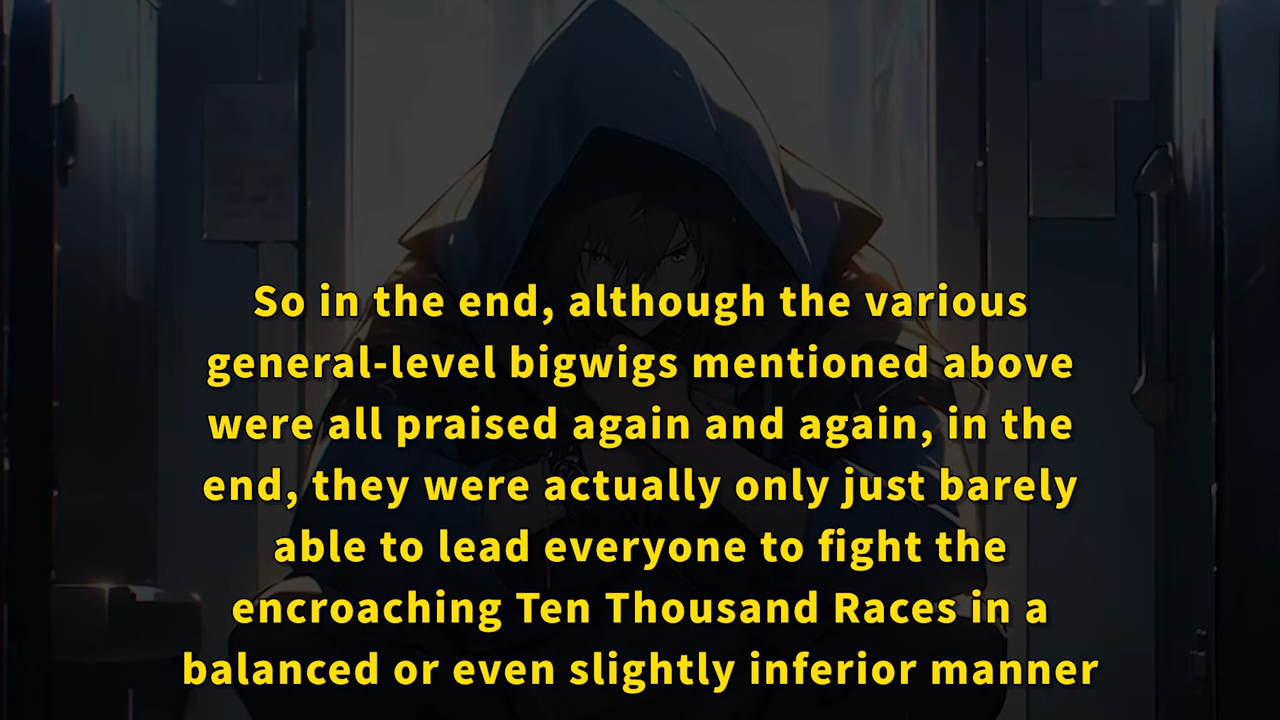 So in the end, although the various
general-level bigwigs mentioned above
were all praised again and again, in the
end, they were actually only just barely
able to lead everyone to fight the
encroaching Ten Thousand Races in a
balanced or even slightly inferior manner